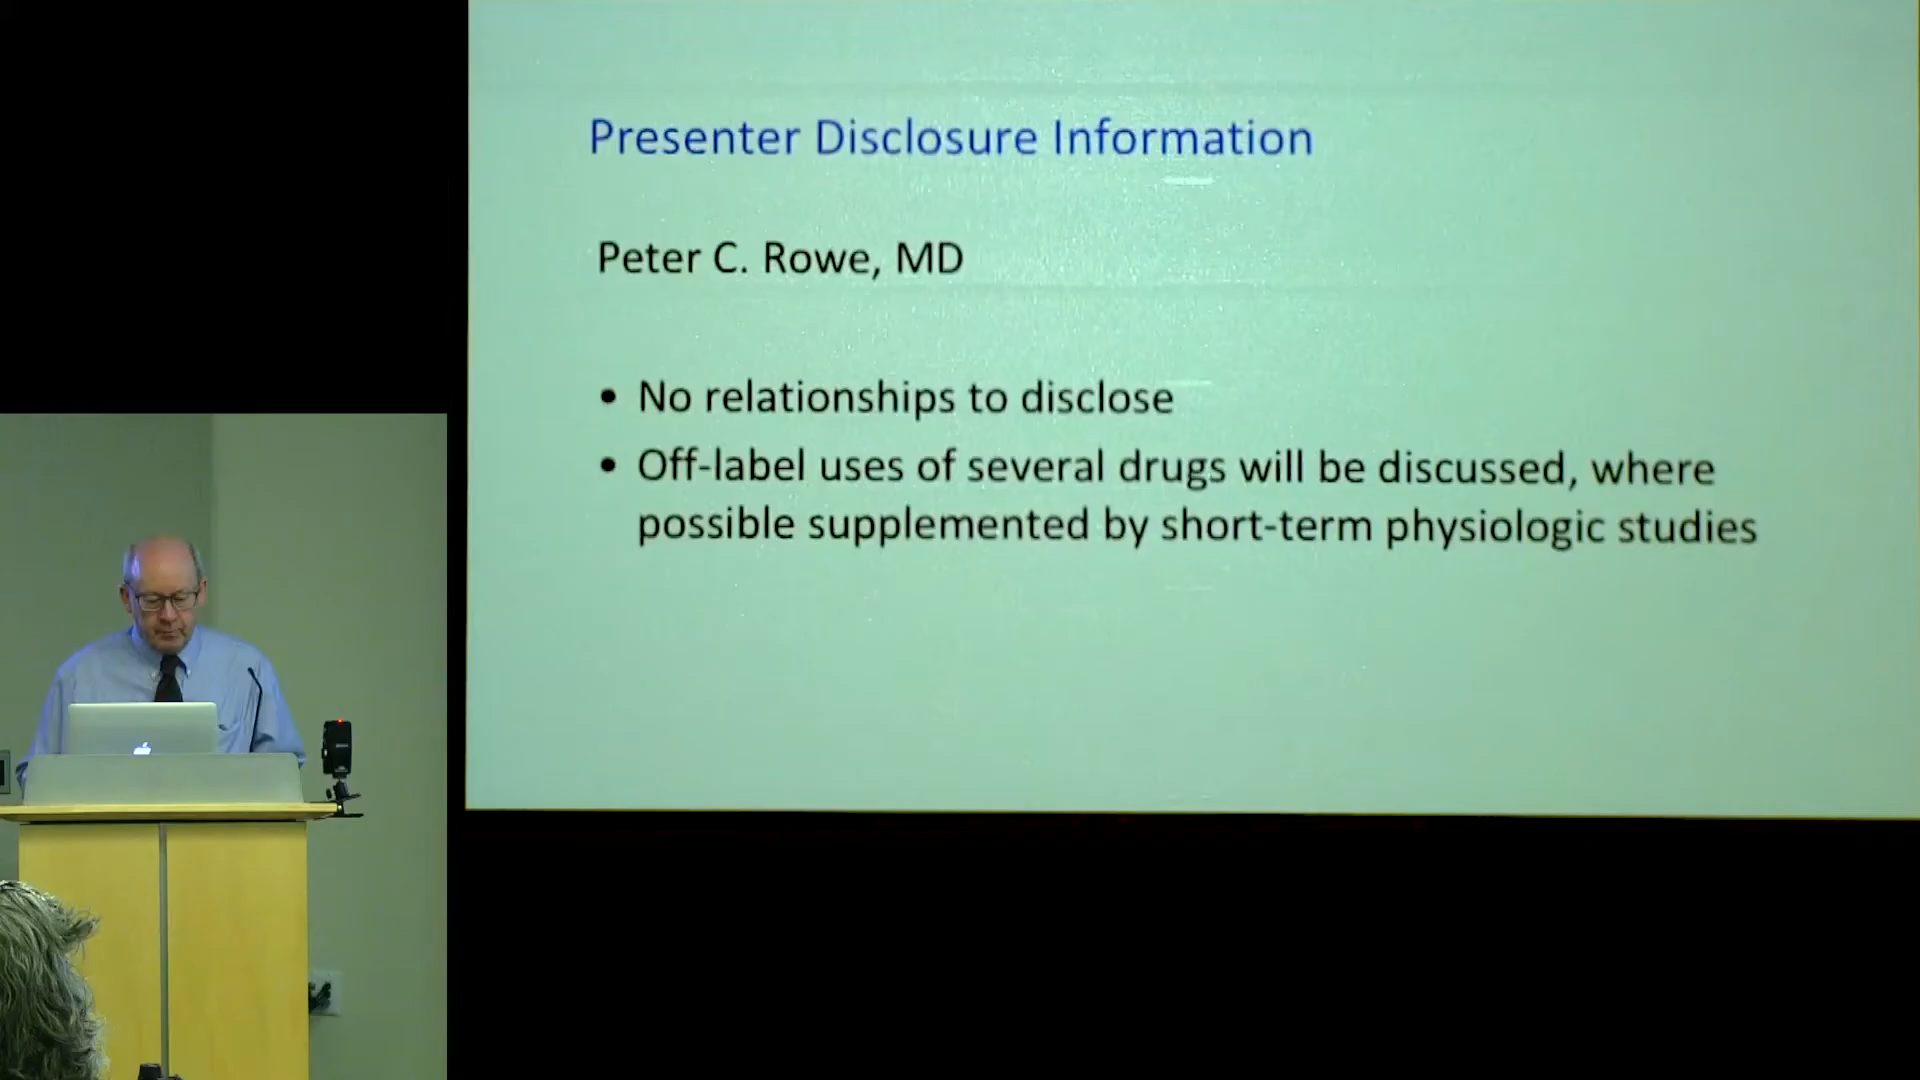 Presenter Disclosure Information
Peter C. Rowe, MD
• No relationships to disclose
• Off-label uses of several drugs will be discussed, where
possible supplemented by short-term physiologic studies